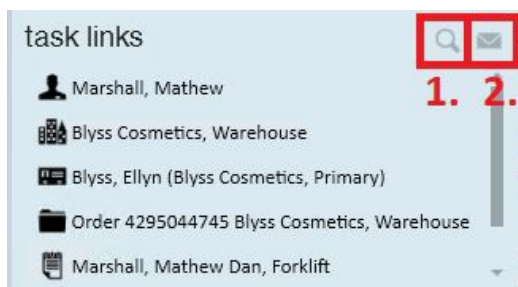 task links
1. 2.
Marshall, Mathew
Blyss Cosmetics, Warehouse
Blyss, Ellyn (Blyss Cosmetics, Primary)
Order 4295044745 Blyss Cosmetics, Warehouse
Marshall, Mathew Dan, Forklift